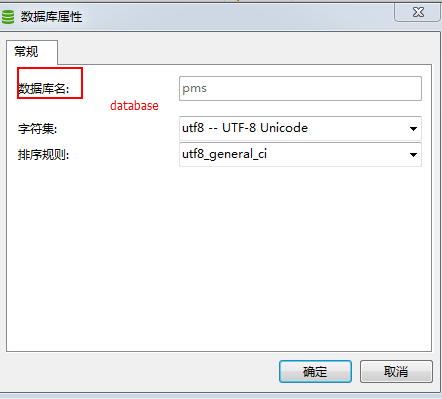 数据库属性
常规
数据库名:
pms
database
字符集:
utf8 -- UTF-8 Unicode
排序规则:
utf8_general_ci
确定
取消